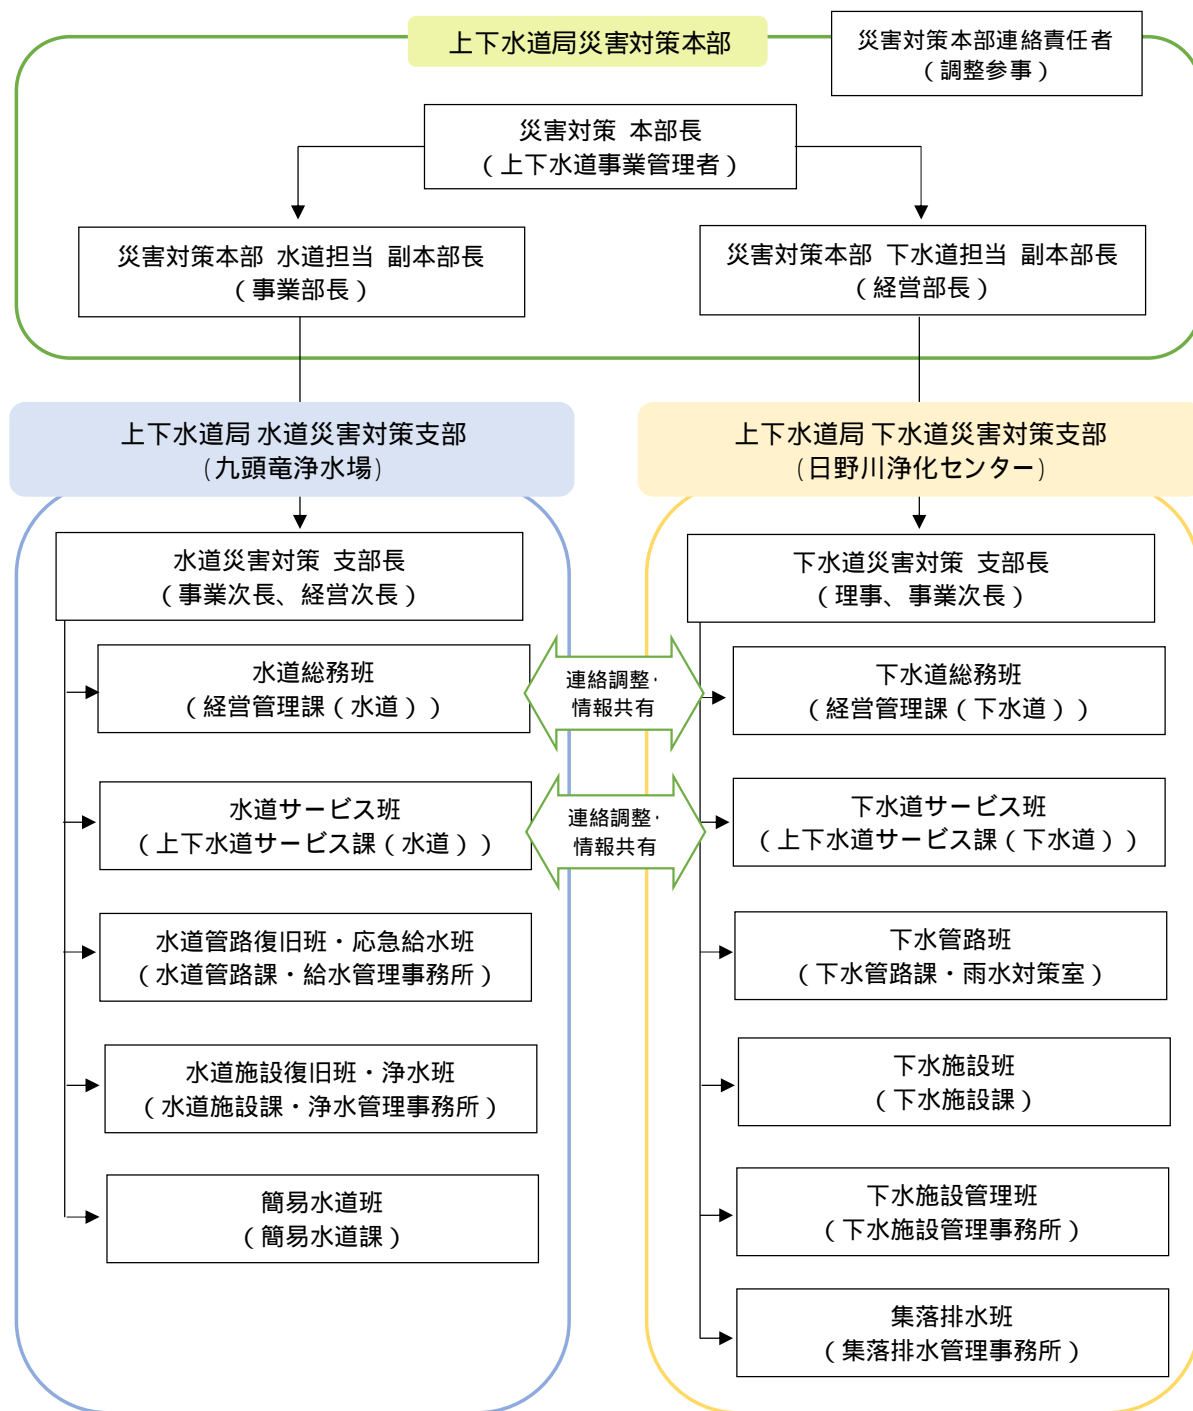 上下水道局災害対策本部
災害対策本部連絡責任者
（調整参事）
災害対策 本部長
（上下水道事業管理者）
災害対策本部 水道担当 副本部長
（事業部長）
災害対策本部 下水道担当 副本部長
（経営部長）
上下水道局 水道災害対策支部
（九頭竜浄水場）
上下水道局 下水道災害対策支部
（日野川浄化センター）
水道災害対策 支部長
（事業次長、経営次長）
下水道災害対策 支部長
（理事、事業次長）
水道総務班
（経営管理課（水道））
連絡調整・
情報共有
下水道総務班
（経営管理課（下水道））
水道サービス班
（上下水道サービス課（水道））
連絡調整・
情報共有
下水道サービス班
（上下水道サービス課（下水道））
水道管路復旧班・応急給水班
（水道管路課・給水管理事務所）
下水管路班
（下水管路課・雨水対策室）
水道施設復旧班・浄水班
（水道施設課・浄水管理事務所）
下水施設班
（下水施設課）
簡易水道班
（簡易水道課）
下水施設管理班
（下水施設管理事務所）
集落排水班
（集落排水管理事務所）